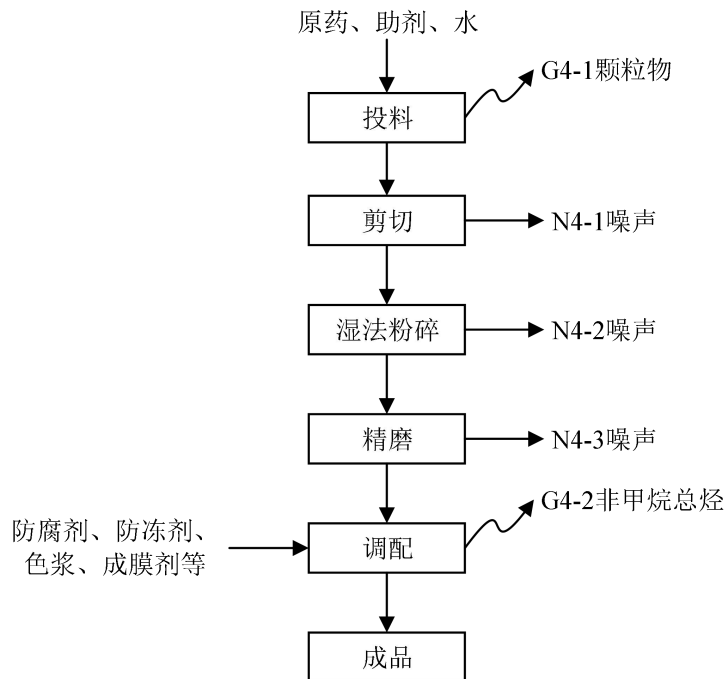 原药、助剂、水
G4-1颗粒物
投料
剪切
N4-1噪声
湿法粉碎
N4-2噪声
精磨
N4-3噪声
G4-2非甲烷总烃
防腐剂、防冻剂、
色浆、成膜剂等
调配
成品